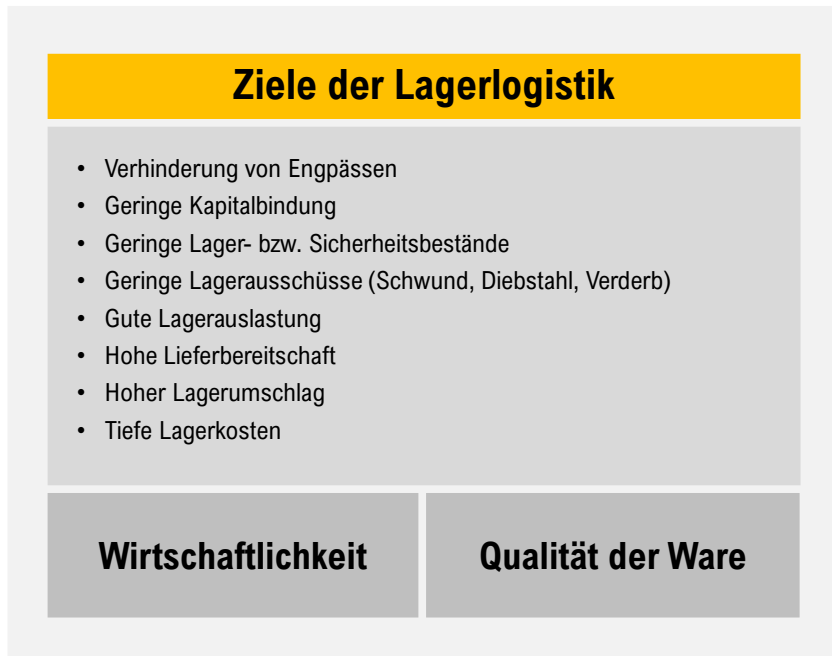 Ziele der Lagerlogistik
• Verhinderung von Engpässen
• Geringe Kapitalbindung
• Geringe Lager- bzw. Sicherheitsbestände
• Geringe Lagerausschüsse (Schwund, Diebstahl, Verderb)
• Gute Lagerauslastung
• Hohe Lieferbereitschaft
• Hoher Lagerumschlag
• Tiefe Lagerkosten
Wirtschaftlichkeit
Qualität der Ware